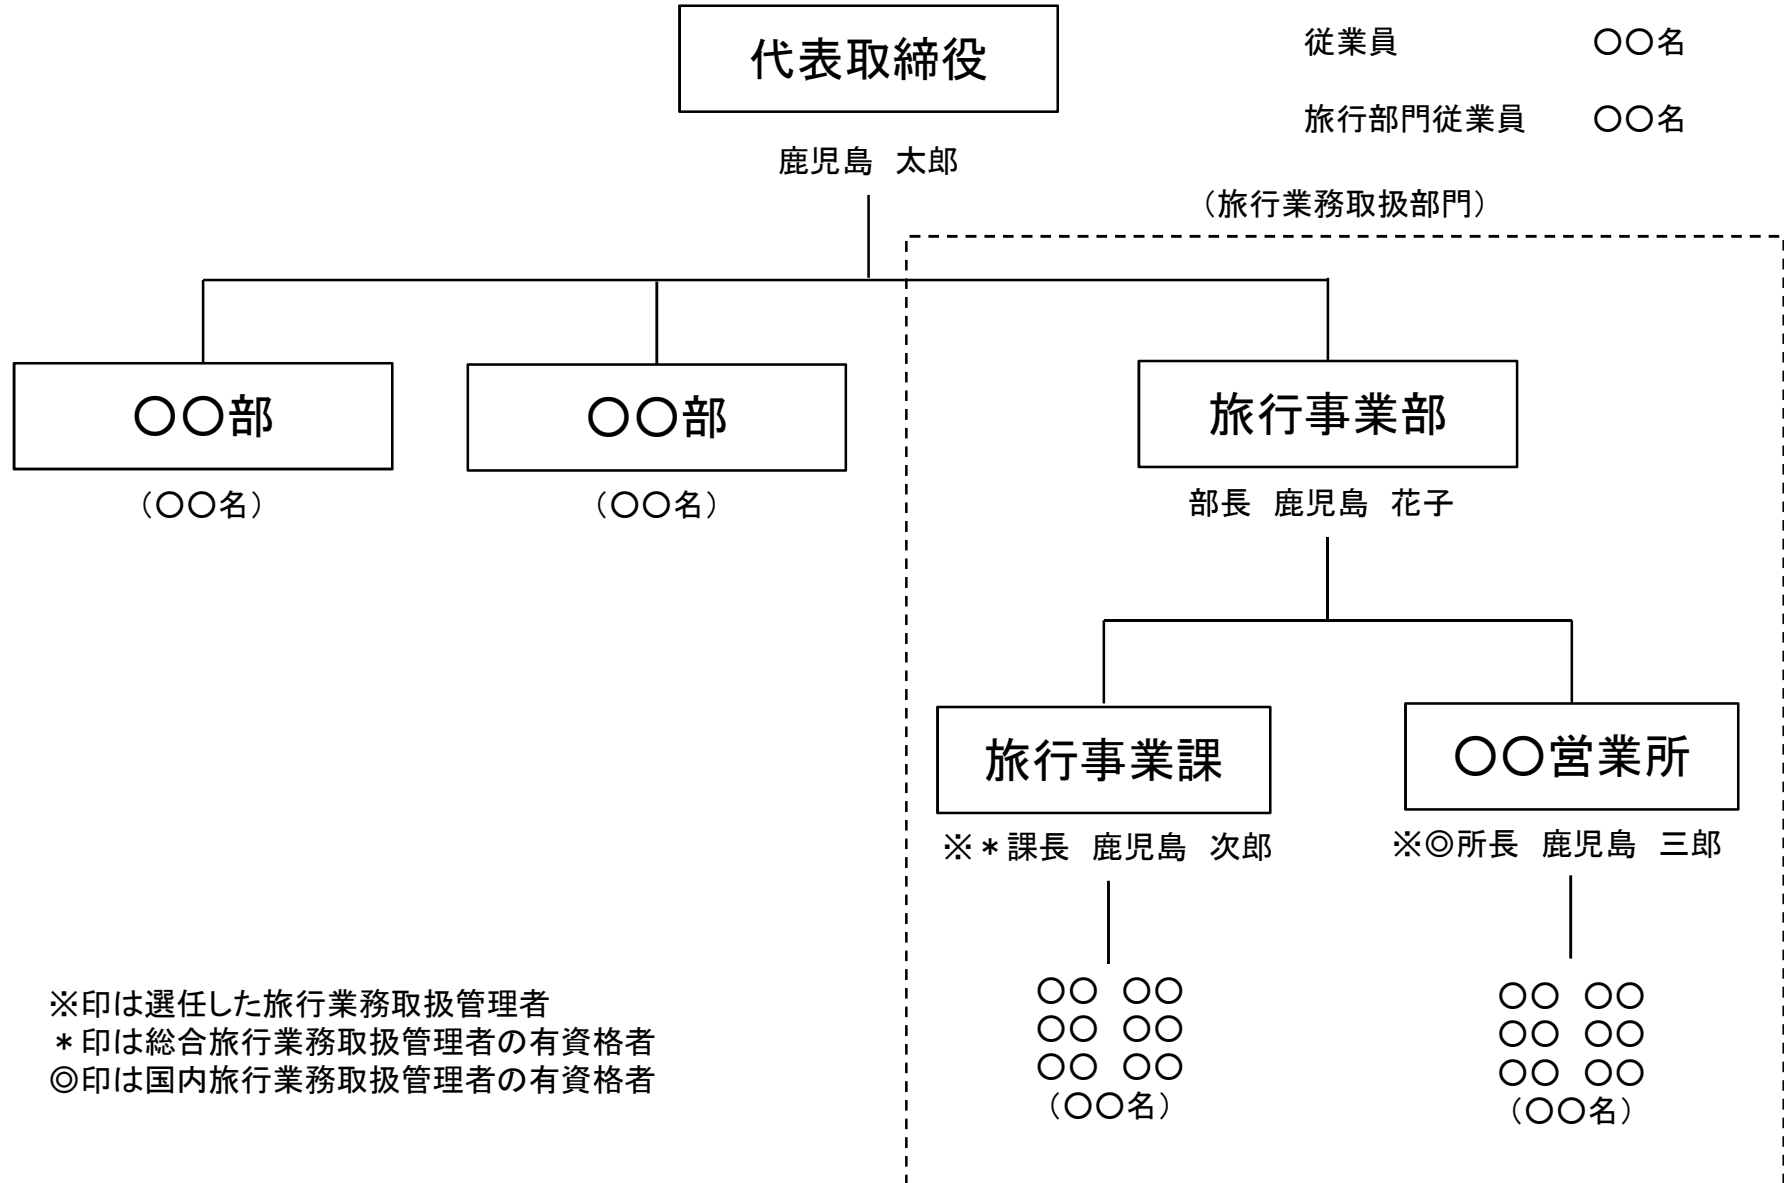 代表取締役
鹿児島　太郎
従業員　〇〇名
旅行部門従業員　〇〇名
（旅行業務取扱部門）
〇〇部
（〇〇名）
〇〇部
（〇〇名）
旅行事業部
部長　鹿児島　花子
旅行事業課
※＊課長　鹿児島　次郎
〇〇　〇〇
〇〇　〇〇
〇〇　〇〇
（〇〇名）
〇〇営業所
※◎所長　鹿児島　三郎
〇〇　〇〇
〇〇　〇〇
〇〇　〇〇
（〇〇名）
※印は選任した旅行業務取扱管理者
＊印は総合旅行業務取扱管理者の有資格者
◎印は国内旅行業務取扱管理者の有資格者